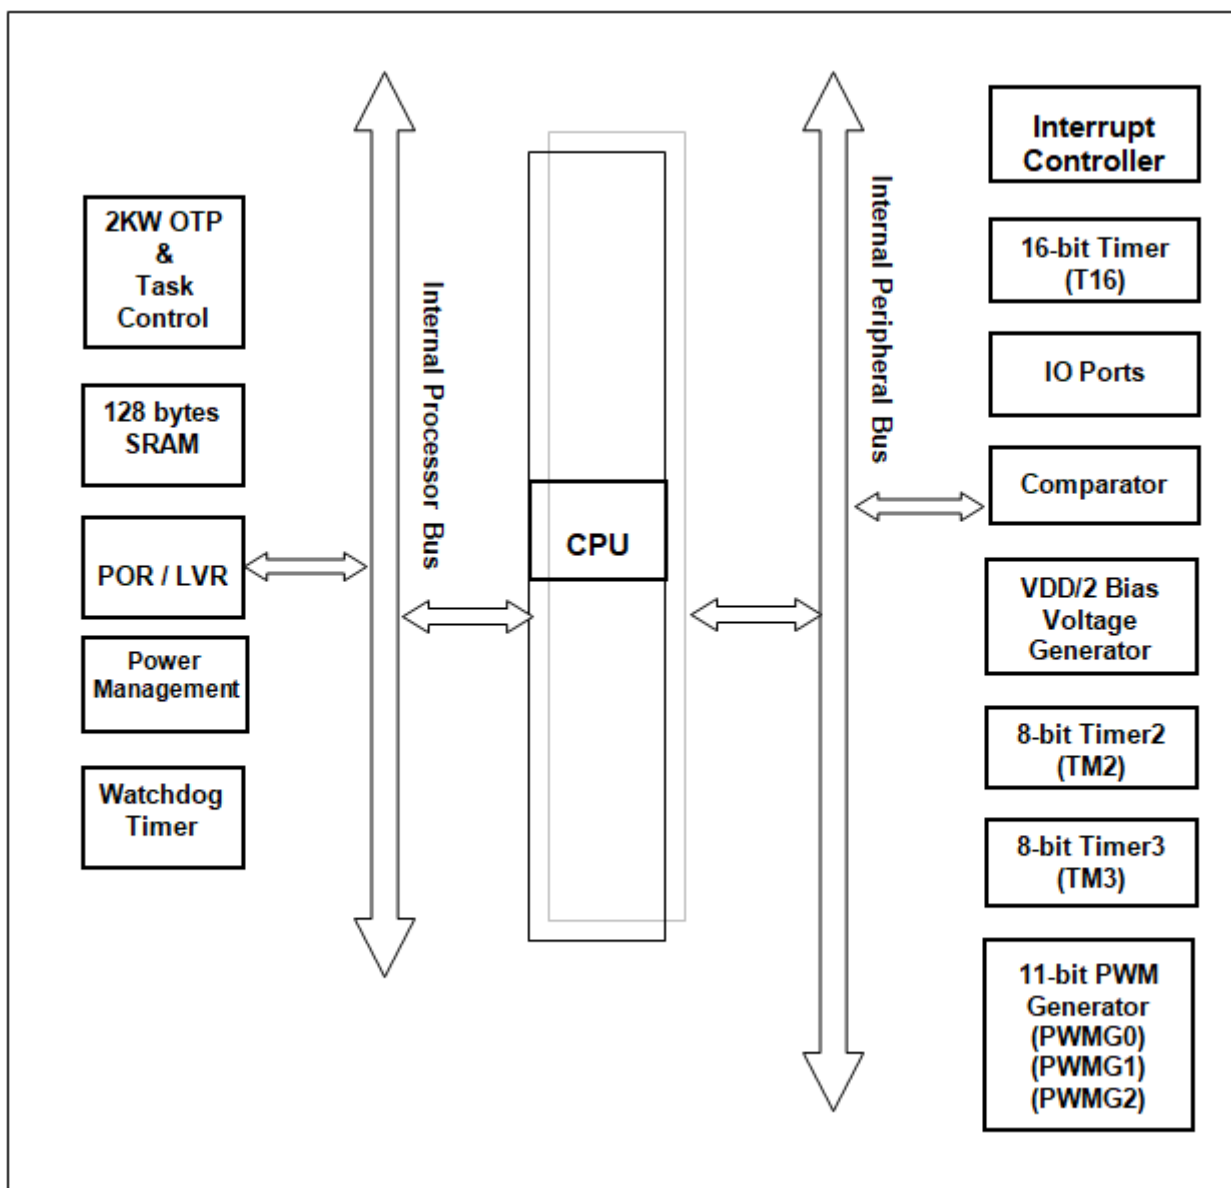 2KW OTP
&
Task
Control
128 bytes
SRAM
POR / LVR
Power
Management
Watchdog
Timer
Internal Processor Bus
CPU
Internal Peripheral Bus
Interrupt
Controller
16-bit Timer
(T16)
IO Ports
Comparator
VDD/2 Bias
Voltage
Generator
8-bit Timer2
(TM2)
8-bit Timer3
(TM3)
11-bit PWM
Generator
(PWMG0)
(PWMG1)
(PWMG2)